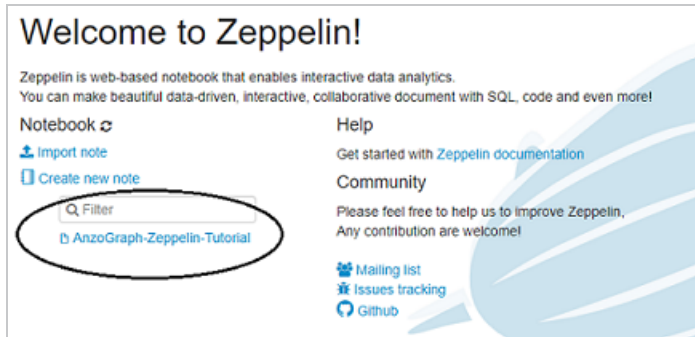 Welcome to Zeppelin!
Zeppelin is web-based notebook that enables interactive data analytics.
You can make beautiful data-driven, interactive, collaborative document with SQL, code and even more!
Notebook
Import note
Create new note
Filter
AnzoGraph-Zeppelin-Tutorial
Help
Get started with Zeppelin documentation
Community
Please feel free to help us to improve Zeppelin,
Any contribution are welcome!
Mailing list
Issues tracking
Github